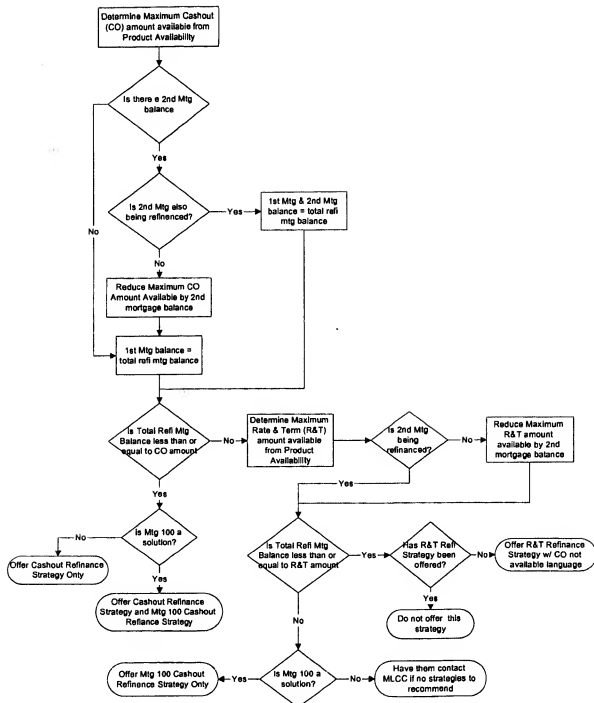 Determine Maximum Cashout
(CO) amount available from
Product Availability
Is there e 2nd Mtg
balance
Yes
Is 2nd Mtg also
being refinenced?
Yes
1st Mtg & 2nd Mtg
balance = total refi
mtg balance
No
No
Reduce Maximum CO
Amount Available by 2nd
mortgage balance
1st Mtg balance =
total refi mtg balance
Is Total Refi Mtg
Balance less than or
equal to CO amount
No
Determine Maximum
Rate & Term (R&T)
amount available
from Product
Availability
Is 2nd Mtg
being
refinanced?
No
Reduce Maximum
R&T amount
available by 2nd
mortgage batance
Yes
Yes
Is Mtg 100 a
solution?
No
Offer Cashout Refinance
Strategy Only
Yes
Offer Cashout Refinance
Strategy and Mtg 100 Cashout
Refiance Strategy
Is Total Refi Mtg
Balance less than or
equal to R&T amount
Yes
Has R&T Refi
Strategy been
offered?
No
Offer R&T Refinance
Strategy w/ CO not
available language
Yes
Do not offer this
strategy
No
Is Mtg 100 a
solution?
Yes
Offer Mtg 100 Cashout
Refinence Strategy Only
No
Have them contact
MLCC if no strategies to
recommend